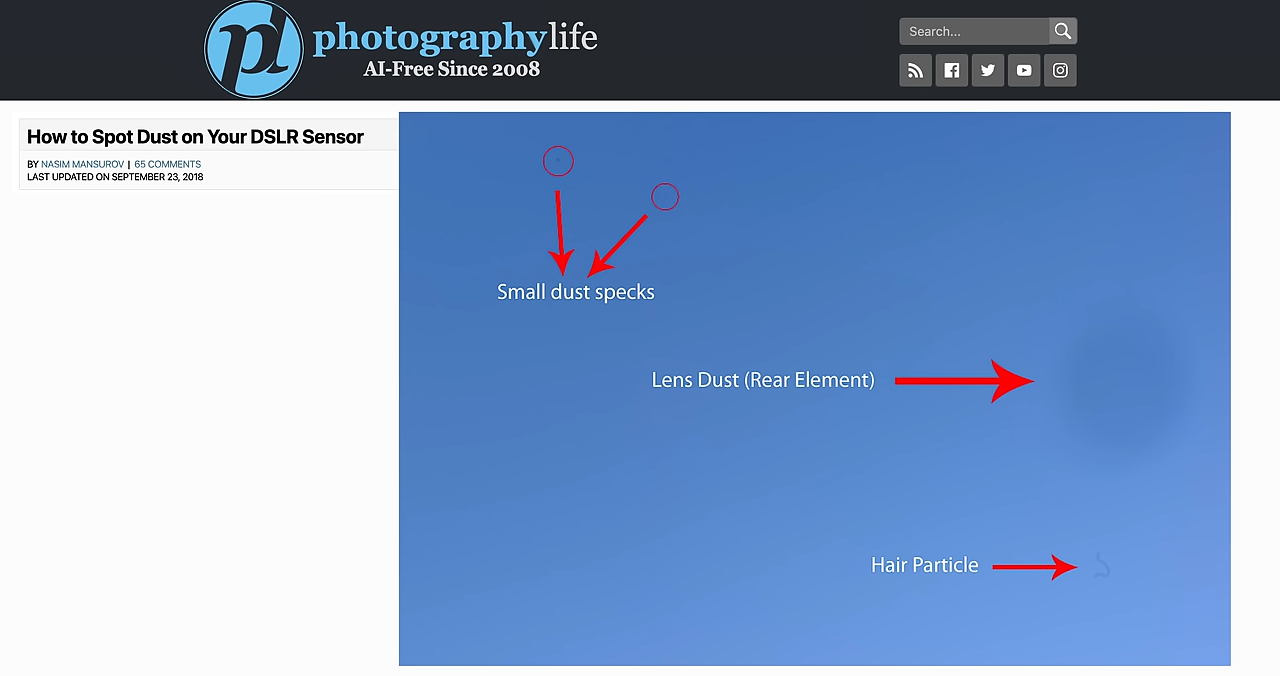 photographylife
AI-Free Since 2008
Search...
How to Spot Dust on Your DSLR Sensor
BY NASIM MANSUROV | 65 COMMENTS
LAST UPDATED ON SEPTEMBER 23, 2018
Small dust specks
Lens Dust (Rear Element)
Hair Particle